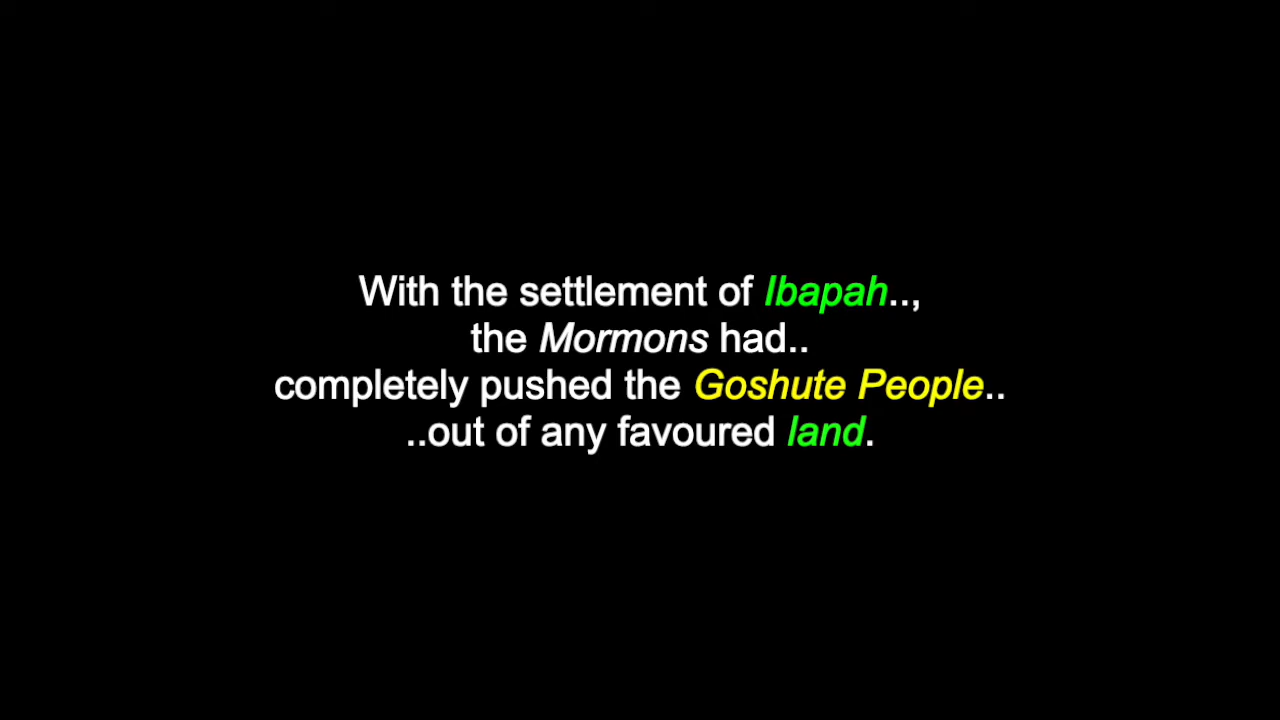 With the settlement of Ibapah..,
the Mormons had..
completely pushed the Goshute People..
..out of any favoured land.